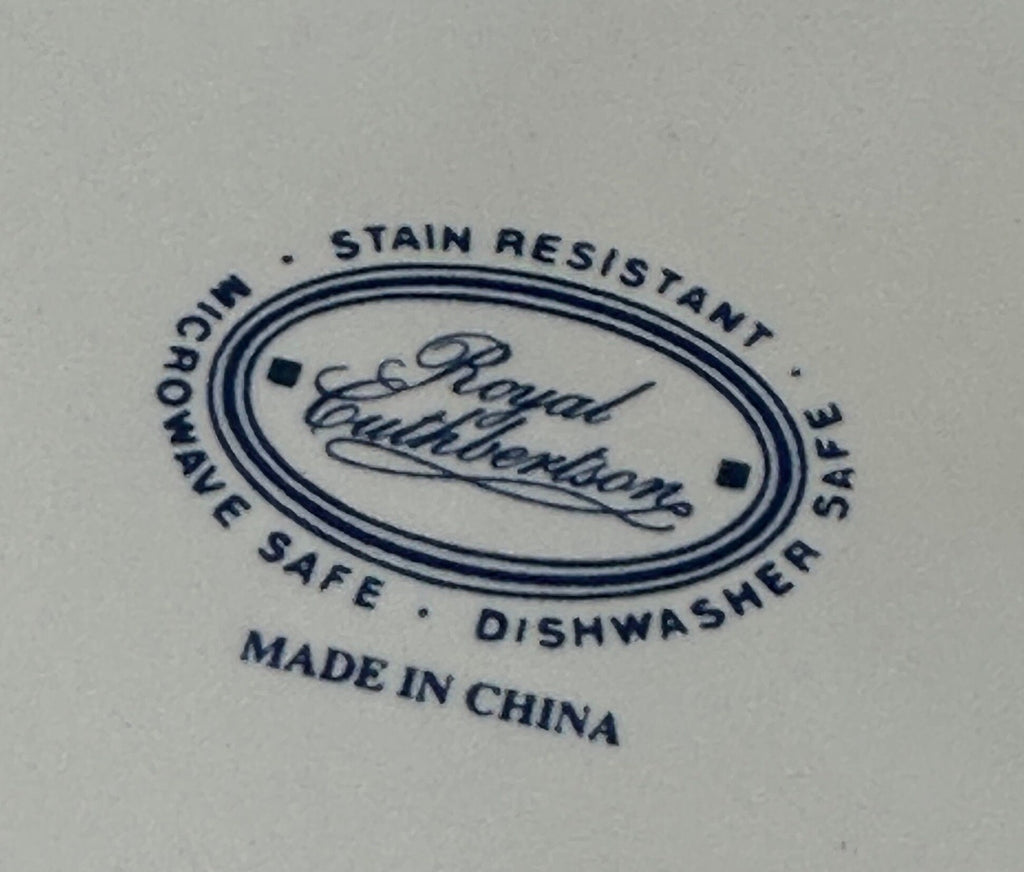 · STAIN RESISTANT ·
Royal
Cuthbertson
MICROWAVE SAFE · DISHWASHER SAFE
MADE IN CHINA